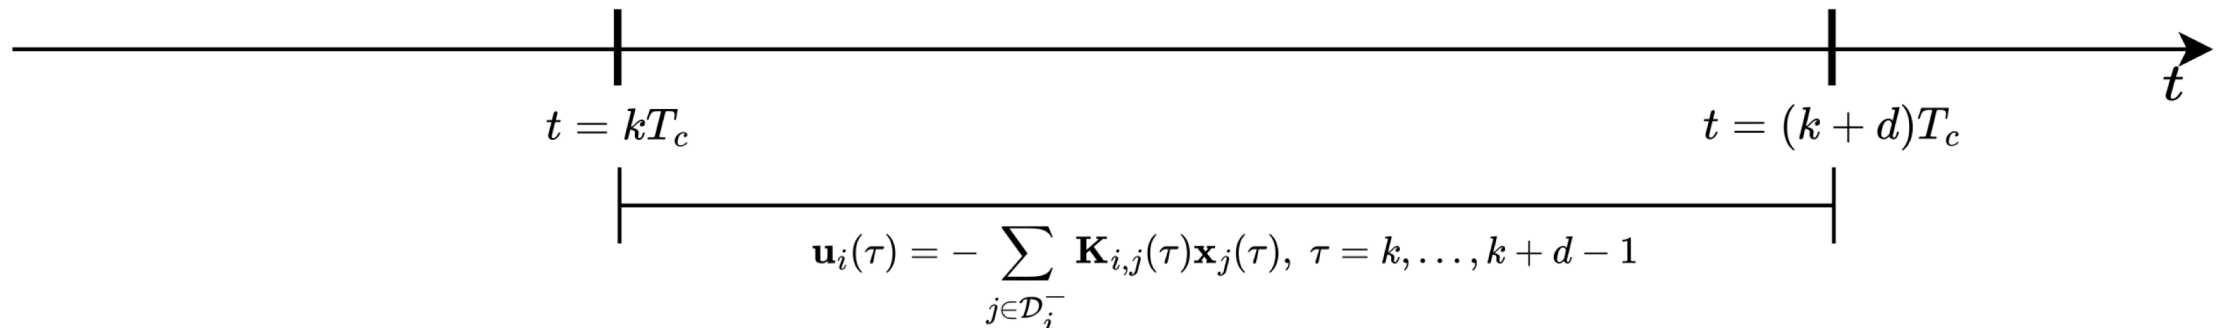 t
t = kT_c
t = (k + d)T_c
u_i(τ) = − ∑_{j∈𝒟_i^−} K_{i,j}(τ)x_j(τ), τ = k, …, k + d − 1